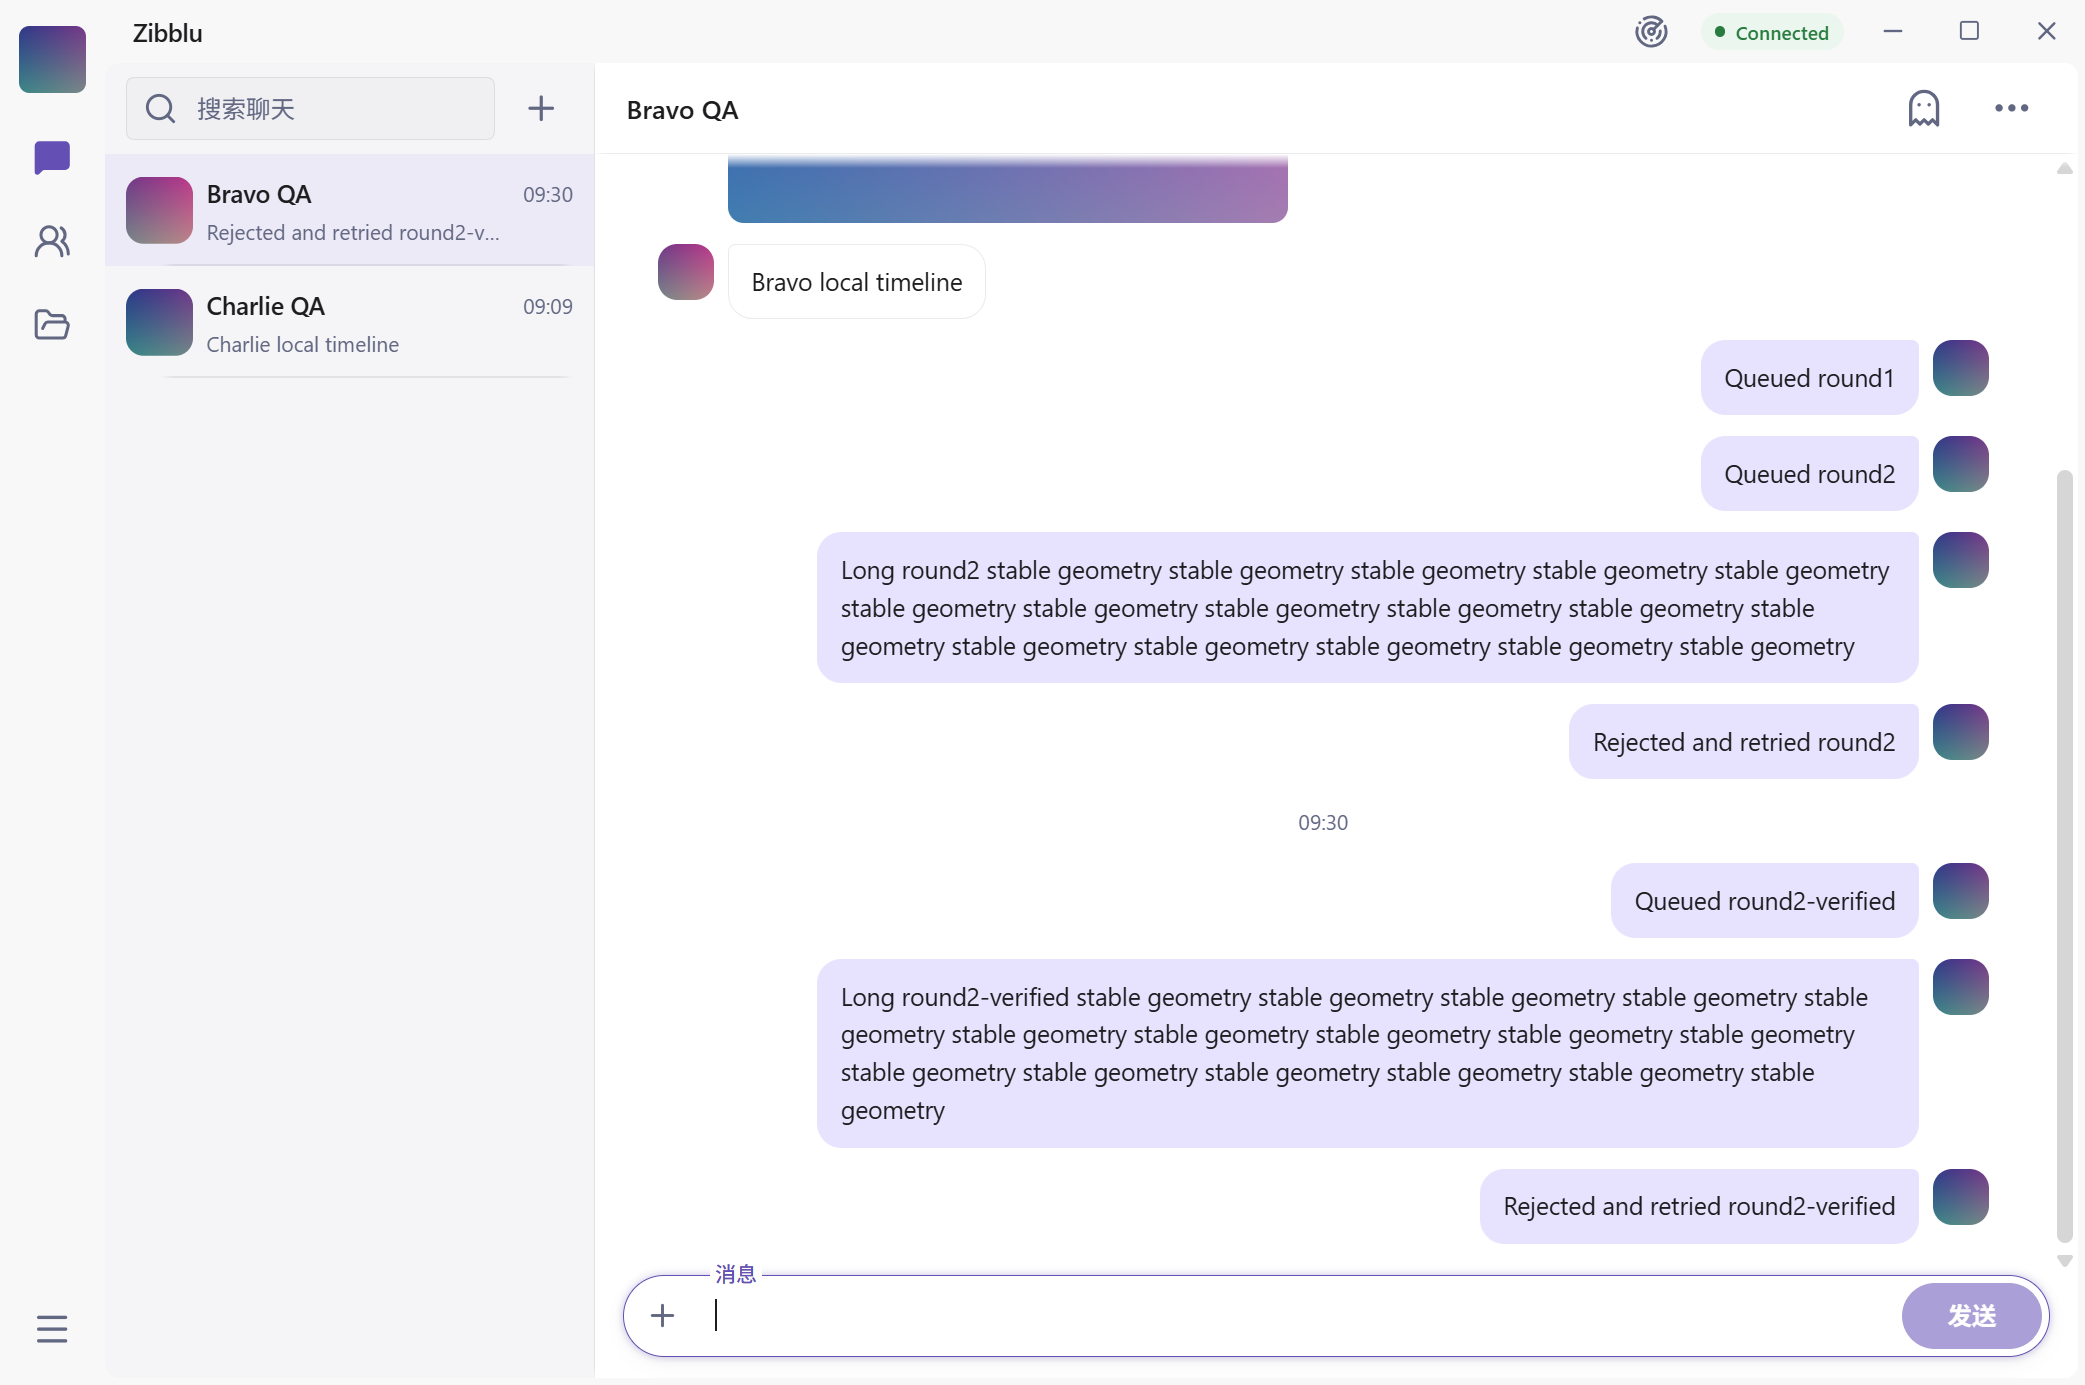 Zibblu
Connected
搜索聊天
Bravo QA
09:30
Rejected and retried round2-v...
Charlie QA
09:09
Charlie local timeline
Bravo QA
Bravo local timeline
Queued round1
Queued round2
Long round2 stable geometry stable geometry stable geometry stable geometry stable geometry
stable geometry stable geometry stable geometry stable geometry stable geometry stable
geometry stable geometry stable geometry stable geometry stable geometry stable geometry
Rejected and retried round2
09:30
Queued round2-verified
Long round2-verified stable geometry stable geometry stable geometry stable geometry stable
geometry stable geometry stable geometry stable geometry stable geometry stable geometry
stable geometry stable geometry stable geometry stable geometry stable geometry stable
geometry
Rejected and retried round2-verified
消息
发送